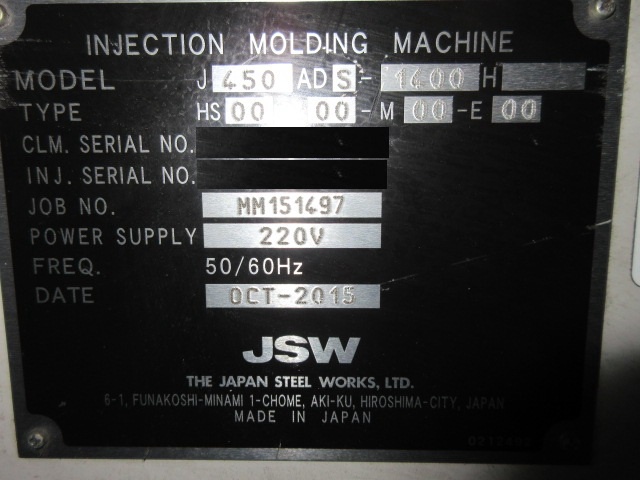 INJECTION MOLDING MACHINE
MODEL J 450 AD S - 1400 H
TYPE HS 00 00 - M 00 - E 00
CLM. SERIAL NO.
INJ. SERIAL NO.
JOB NO. MM151497
POWER SUPPLY 220V
FREQ. 50/60Hz
DATE OCT-2015
JSW
THE JAPAN STEEL WORKS, LTD.
6-1, FUNAKOSHI-MINAMI 1-CHOME, AKI-KU, HIROSHIMA-CITY, JAPAN
MADE IN JAPAN